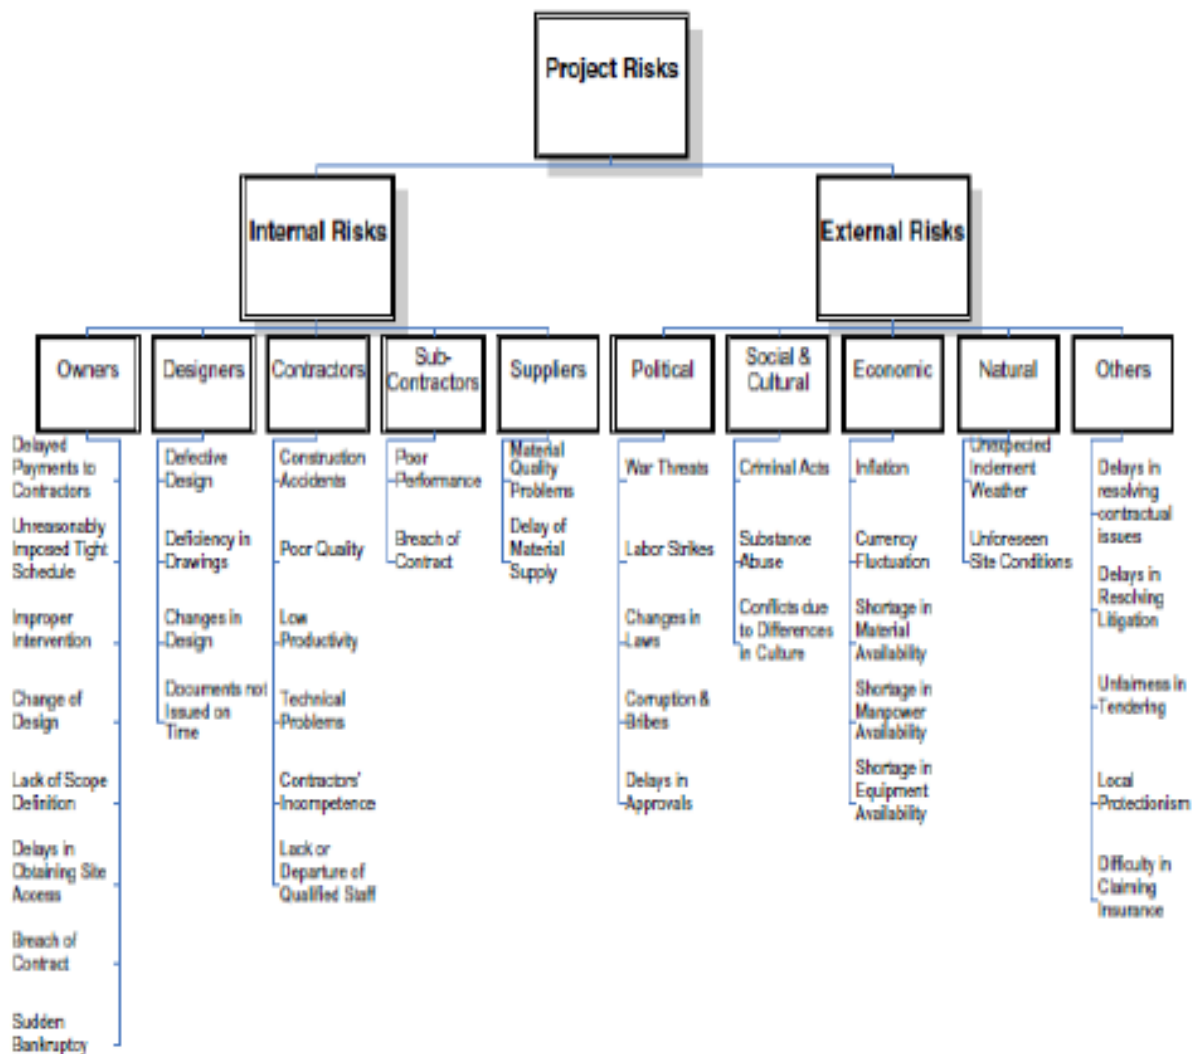 Project Risks
Internal Risks
External Risks
Owners
Designers
Contractors
Sub-
Contractors
Suppliers
Political
Social &
Cultural
Economic
Natural
Others
Delayed
Payments to
Contractors
Unreasonably
Imposed Tight
Schedule
Improper
Intervention
Change of
Design
Lack of Scope
Definition
Delays in
Obtaining Site
Access
Breach of
Contract
Sudden
Bankruptcy
Defective
Design
Deficiency in
Drawings
Changes in
Design
Documents not
Issued on
Time
Construction
Accidents
Poor Quality
Low
Productivity
Technical
Problems
Contractors'
Incompetence
Lack or
Departure of
Qualified Staff
Poor
Performance
Breach of
Contract
Material
Quality
Problems
Delay of
Material
Supply
War Threats
Labor Strikes
Changes in
Laws
Corruption &
Bribes
Delays in
Approvals
Criminal Acts
Substance
Abuse
Conflicts due
to Differences
in Culture
Inflation
Currency
Fluctuation
Shortage in
Material
Availability
Shortage in
Manpower
Availability
Shortage in
Equipment
Availability
Unexpected
Inclement
Weather
Unforeseen
Site Conditions
Delays in
resolving
contractual
issues
Delays in
Resolving
Litigation
Unfairness in
Tendering
Local
Protectionism
Difficulty in
Claiming
Insurance